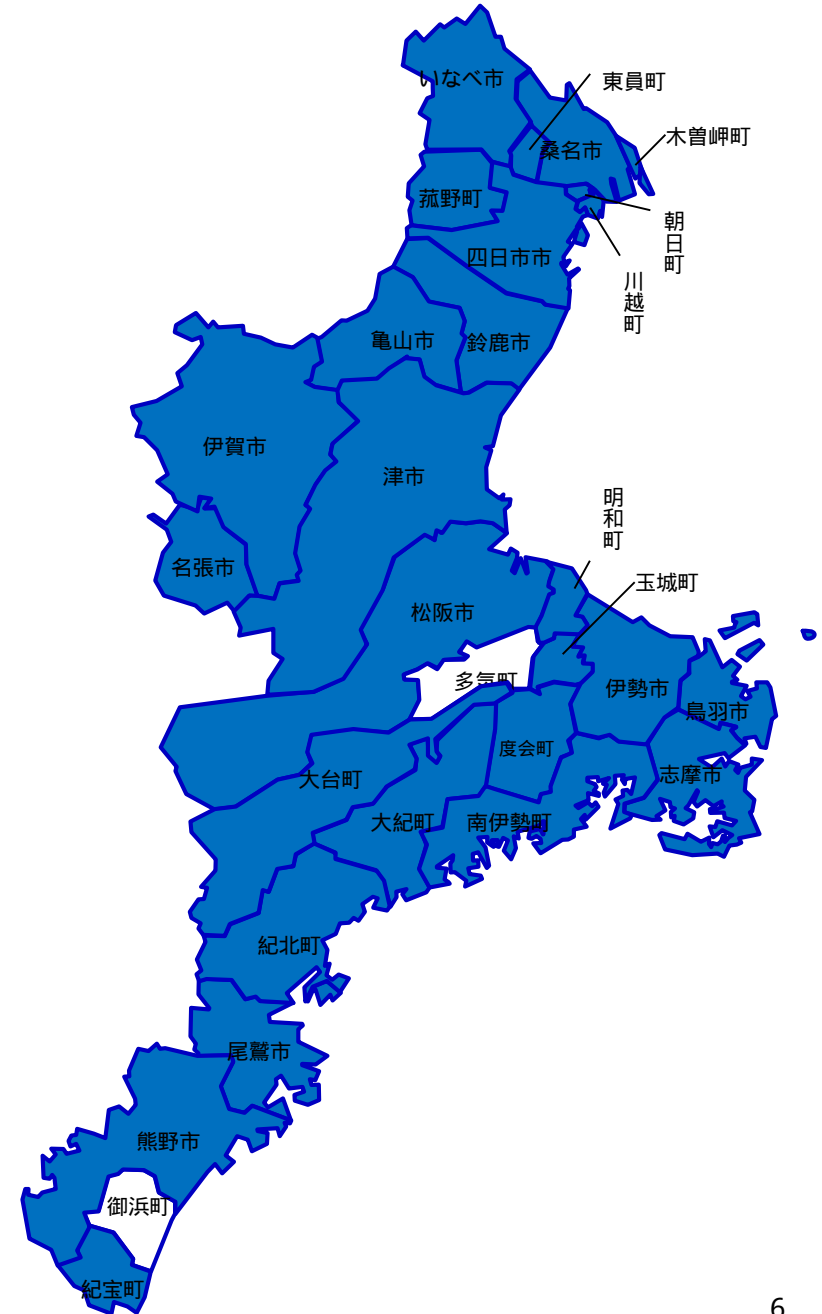 いなべ市
東員町
木曽岬町
桑名市
菰野町
朝日町
四日市市
川越町
亀山市
鈴鹿市
伊賀市
津市
明和町
名張市
玉城町
松阪市
多気町
伊勢市
鳥羽市
度会町
志摩市
大台町
大紀町
南伊勢町
紀北町
尾鷲市
熊野市
御浜町
紀宝町
6